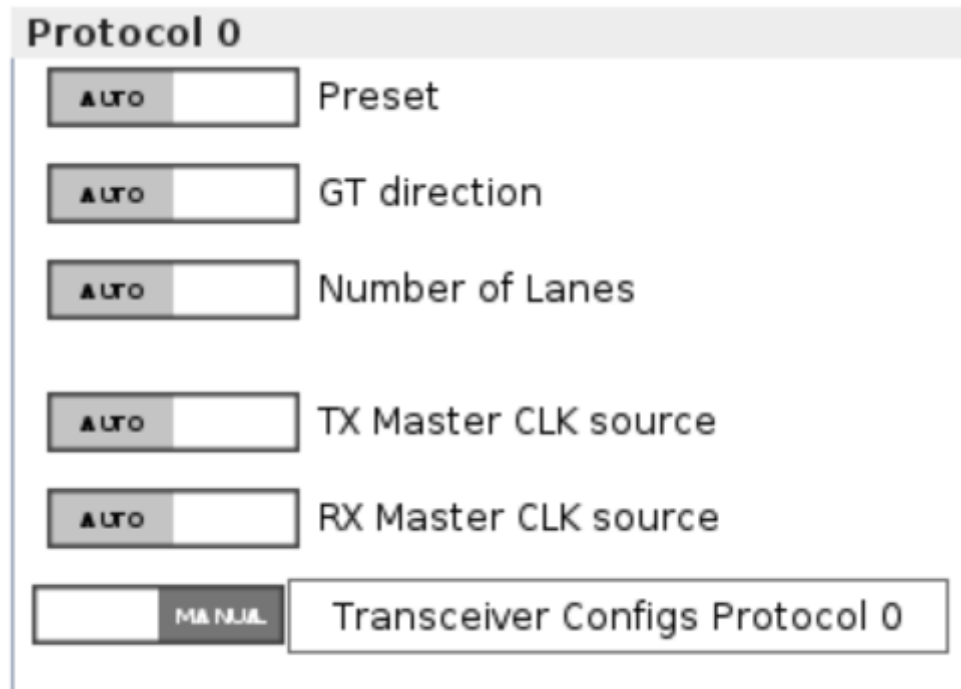 Protocol 0
AUTO Preset
AUTO GT direction
AUTO Number of Lanes
AUTO TX Master CLK source
AUTO RX Master CLK source
MANUAL Transceiver Configs Protocol 0